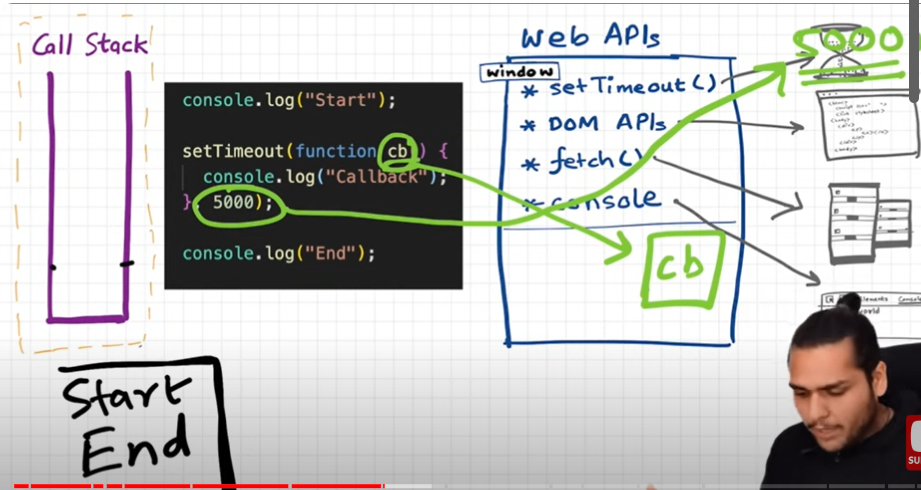 Call Stack
console.log("Start");
setTimeout(function cb() {
console.log("Callback");
}, 5000);
console.log("End");
Start
End
Web APIs
window
* setTimeout()
* DOM APIs
* fetch()
* console
cb
5000
Elements Console
SU